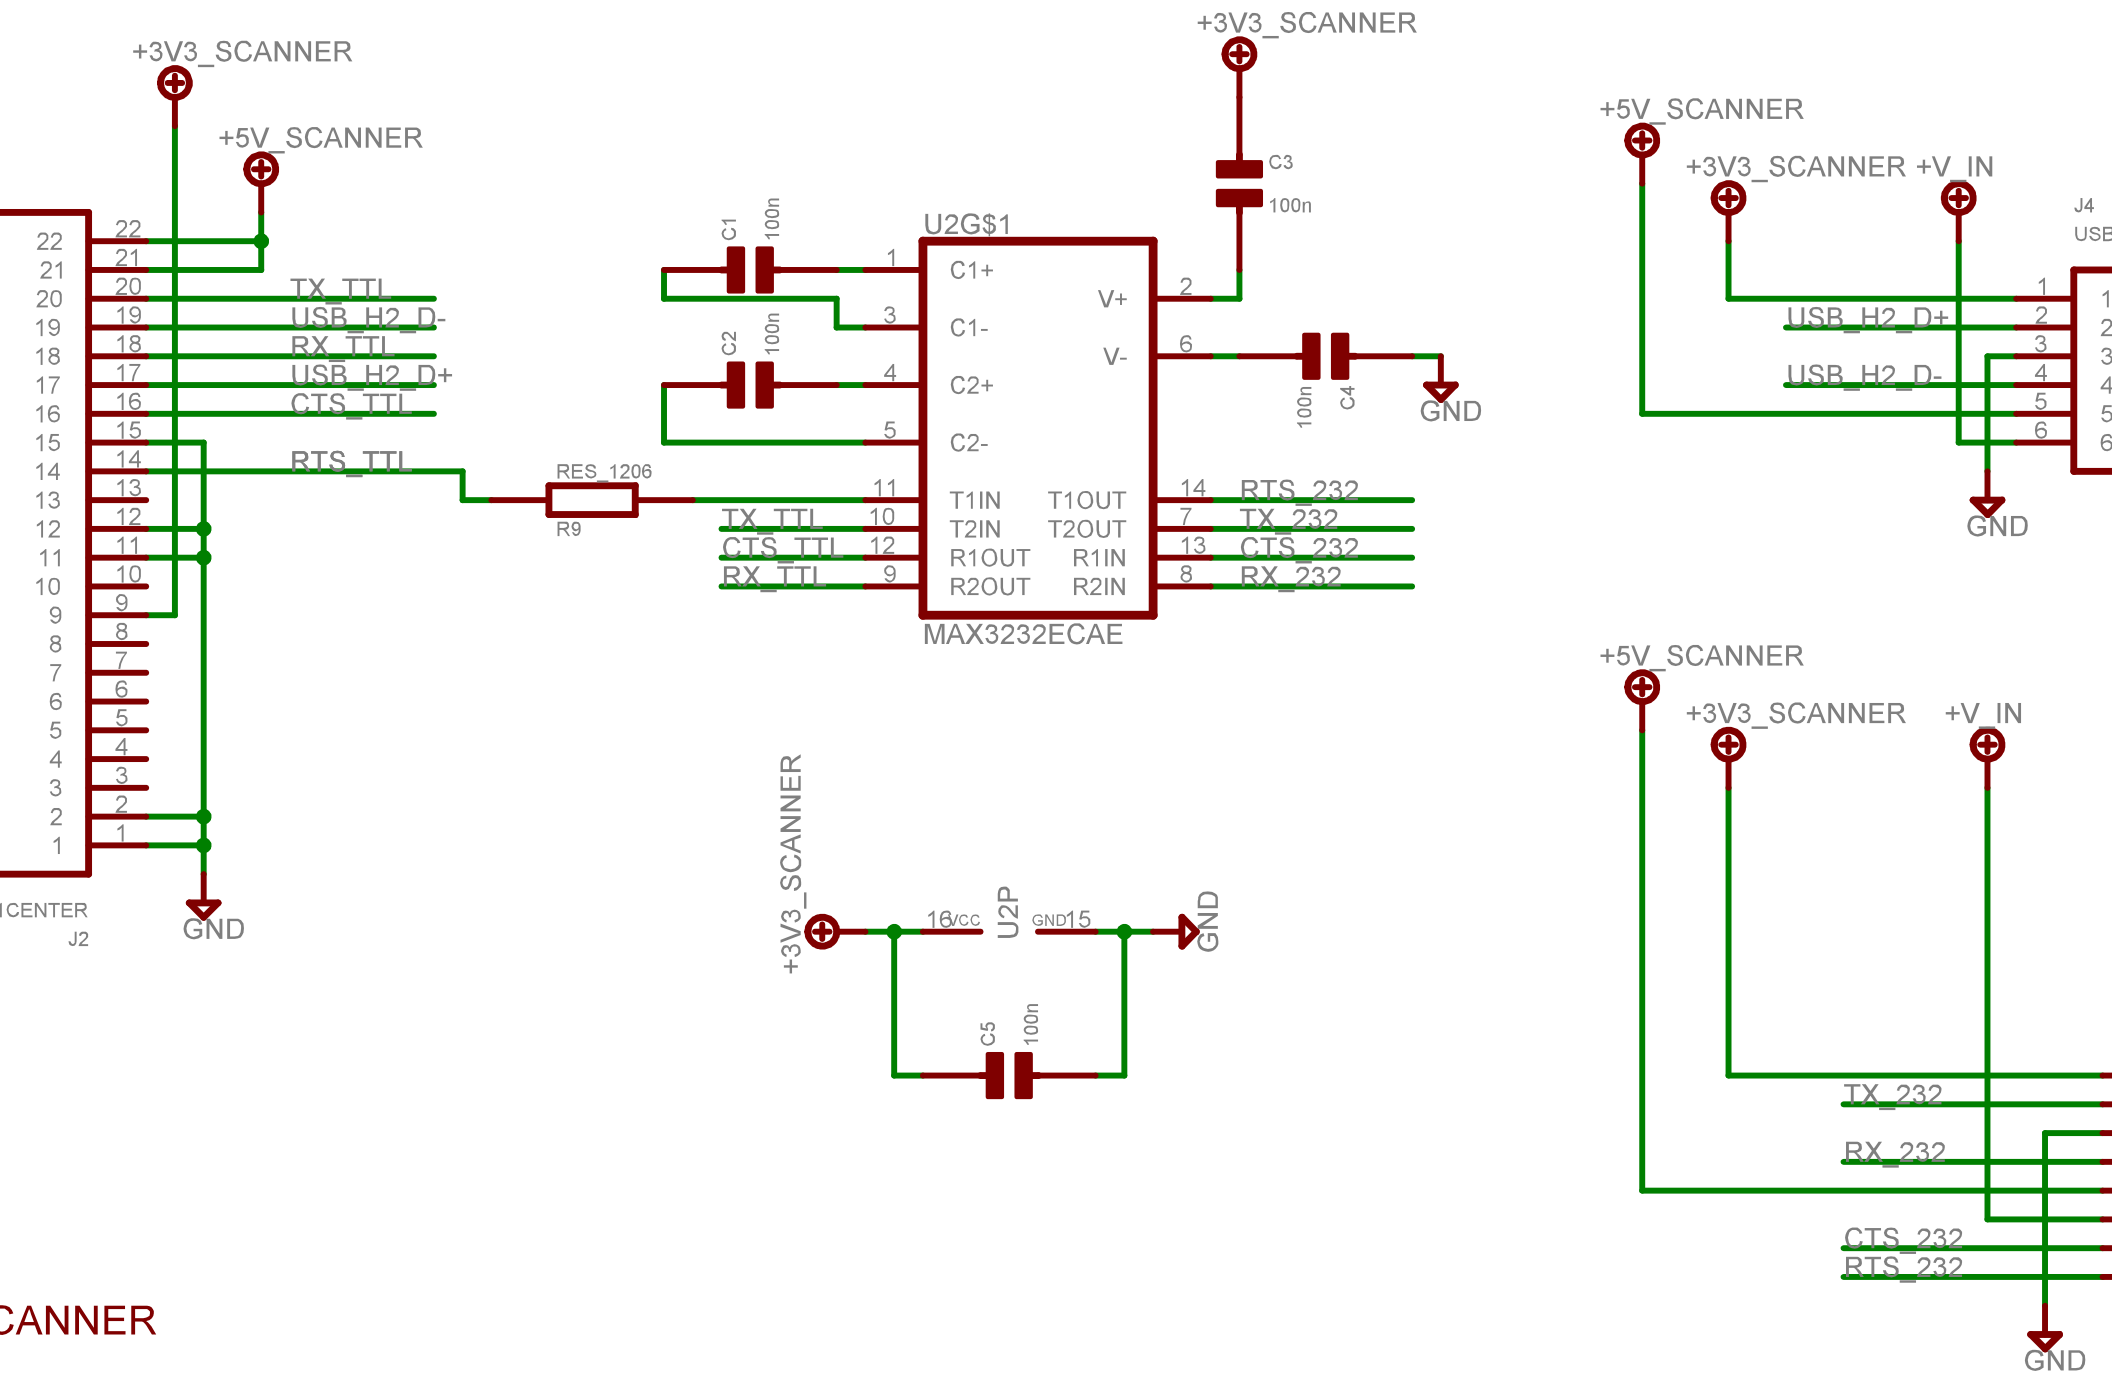 +3V3_SCANNER
+5V_SCANNER
22 22
21 21
20 20 TX_TTL
19 19 USB_H2_D-
18 18 RX_TTL
17 17 USB_H2_D+
16 16 CTS_TTL
15 15
14 14 RTS_TTL
13 13
12 12
11 11
10 10
9 9
8 8
7 7
6 6
5 5
4 4
3 3
2 2
1 1
GND
1CENTER
J2
CANNER
RES_1206
R9
C1 100n
C2 100n
U2G$1
1 C1+
3 C1-
4 C2+
5 C2-
11 T1IN
TX_TTL 10 T2IN
CTS_TTL 12 R1OUT
RX_TTL 9 R2OUT
V+ 2
V- 6
T1OUT 14 RTS_232
T2OUT 7 TX_232
R1IN 13 CTS_232
R2IN 8 RX_232
MAX3232ECAE
+3V3_SCANNER
C3
100n
100n C4
GND
+3V3_SCANNER
16 VCC
U2P
GND 15
GND
C5 100n
+5V_SCANNER
+3V3_SCANNER +V_IN
J4
USB
1 1
USB_H2_D+ 2 2
3 3
USB_H2_D- 4 4
5 5
6 6
GND
+5V_SCANNER
+3V3_SCANNER +V_IN
TX_232
RX_232
CTS_232
RTS_232
GND